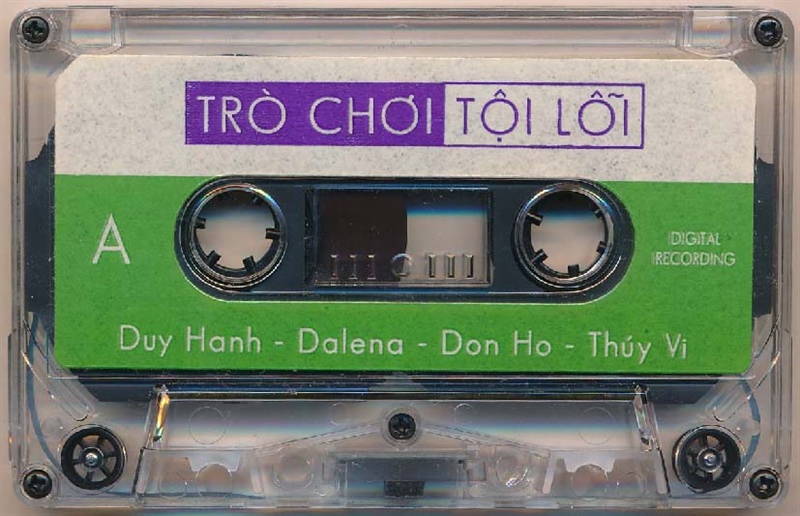 TRÒ CHƠI TỘI LỖI
A
DIGITAL
RECORDING
Duy Hanh - Dalena - Don Ho - Thúy Vi